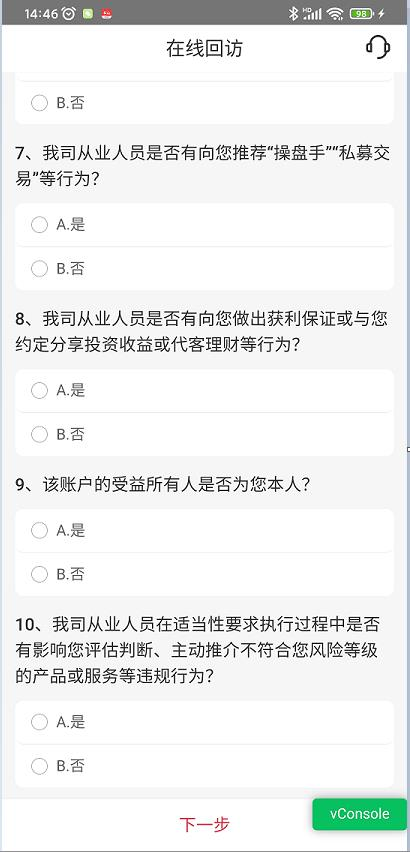 14:46 HD 98
在线回访
B.否
7、我司从业人员是否有向您推荐“操盘手”“私募交
易”等行为？
A.是
B.否
8、我司从业人员是否有向您做出获利保证或与您
约定分享投资收益或代客理财等行为？
A.是
B.否
9、该账户的受益所有人是否为您本人？
A.是
B.否
10、我司从业人员在适当性要求执行过程中是否
有影响您评估判断、主动推介不符合您风险等级
的产品或服务等违规行为？
A.是
B.否
下一步
vConsole